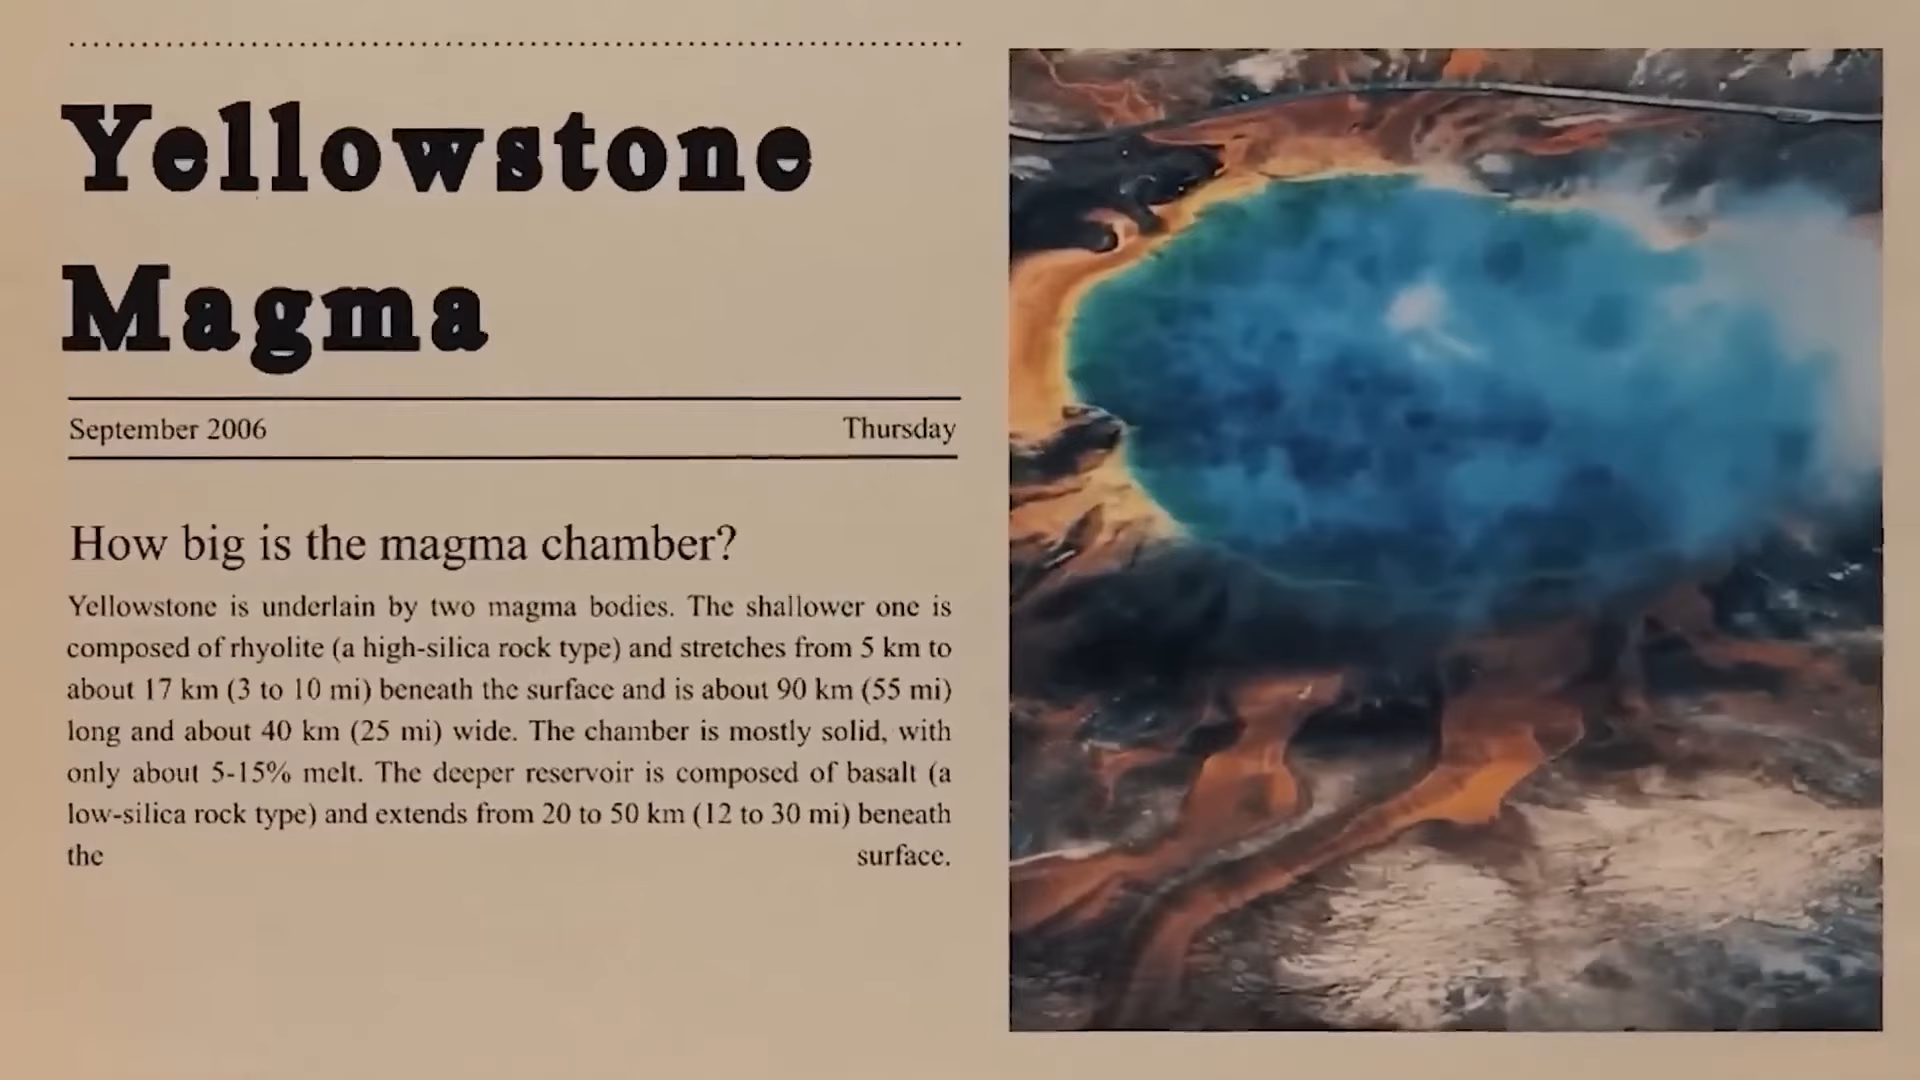 Yellowstone
Magma
September 2006 Thursday
How big is the magma chamber?
Yellowstone is underlain by two magma bodies. The shallower one is
composed of rhyolite (a high-silica rock type) and stretches from 5 km to
about 17 km (3 to 10 mi) beneath the surface and is about 90 km (55 mi)
long and about 40 km (25 mi) wide. The chamber is mostly solid, with
only about 5-15% melt. The deeper reservoir is composed of basalt (a
low-silica rock type) and extends from 20 to 50 km (12 to 30 mi) beneath
the surface.